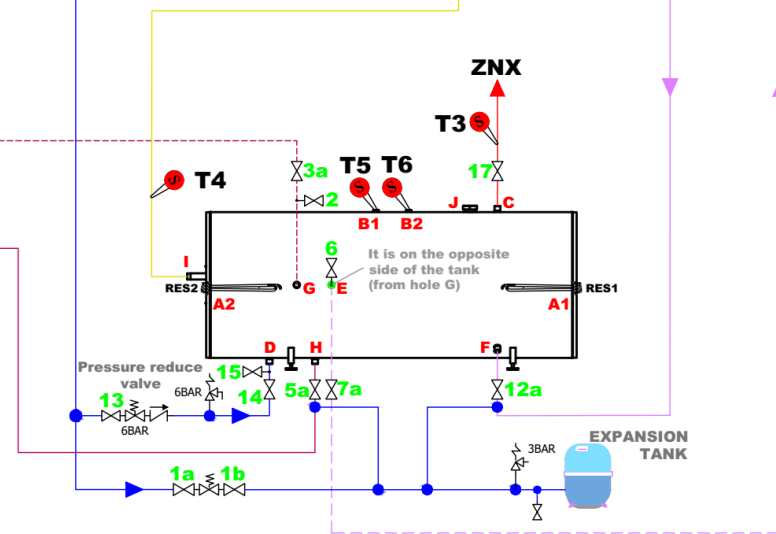 ZNX
T3
3a
T5
T6
17
T4
2
J
C
B1
B2
6
It is on the opposite
side of the tank
(from hole G)
I
RES2
G
E
RES1
A2
A1
D
H
F
Pressure reduce
valve
15
6BAR
13
14
5a
7a
12a
6BAR
EXPANSION
TANK
3BAR
1a
1b